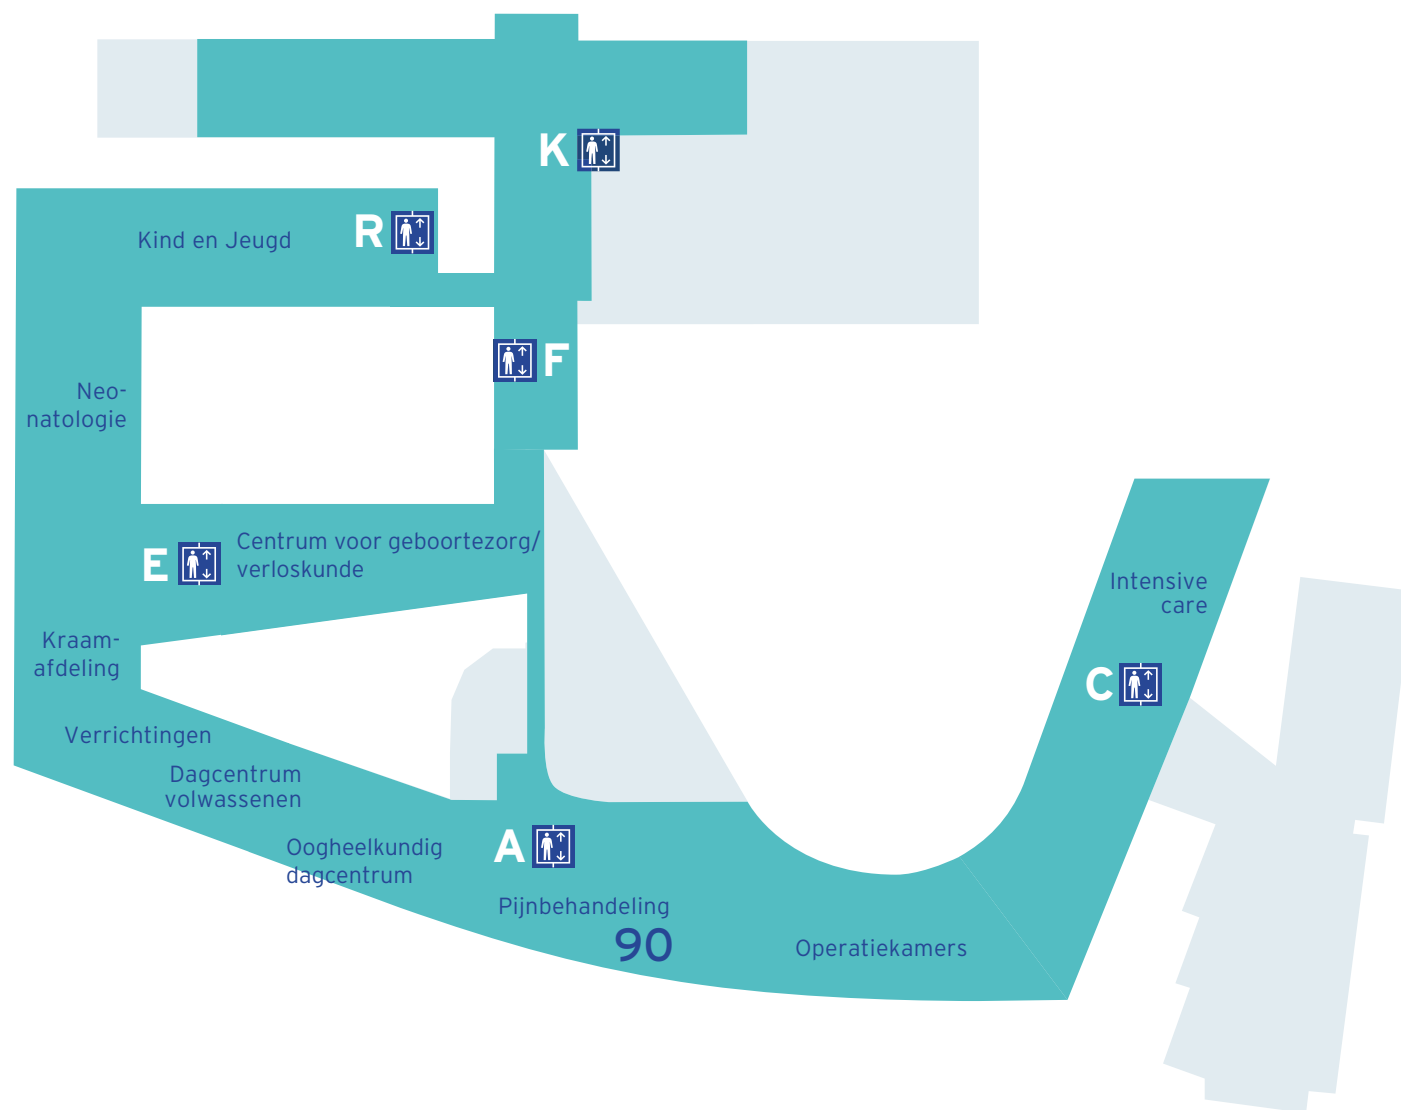 K
Kind en Jeugd
R
F
Neo-
natologie
E
Centrum voor geboortezorg/
verloskunde
Intensive
care
Kraam-
afdeling
C
Verrichtingen
Dagcentrum
volwassenen
Oogheelkundig
dagcentrum
A
Pijnbehandeling
90
Operatiekamers